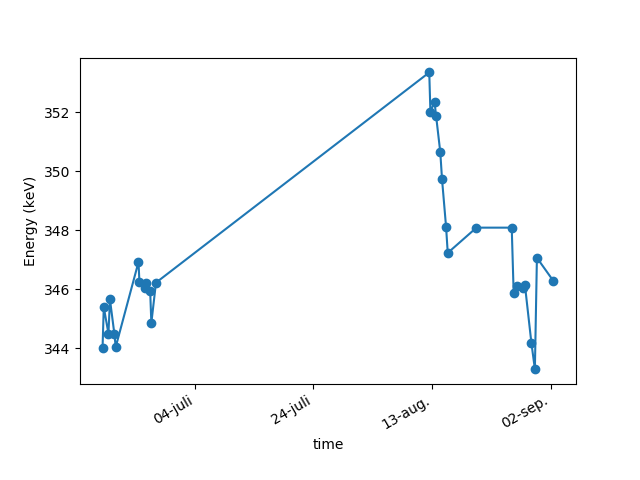 352
350
348
346
344
Energy (keV)
04-juli
24-juli
13-aug.
02-sep.
time